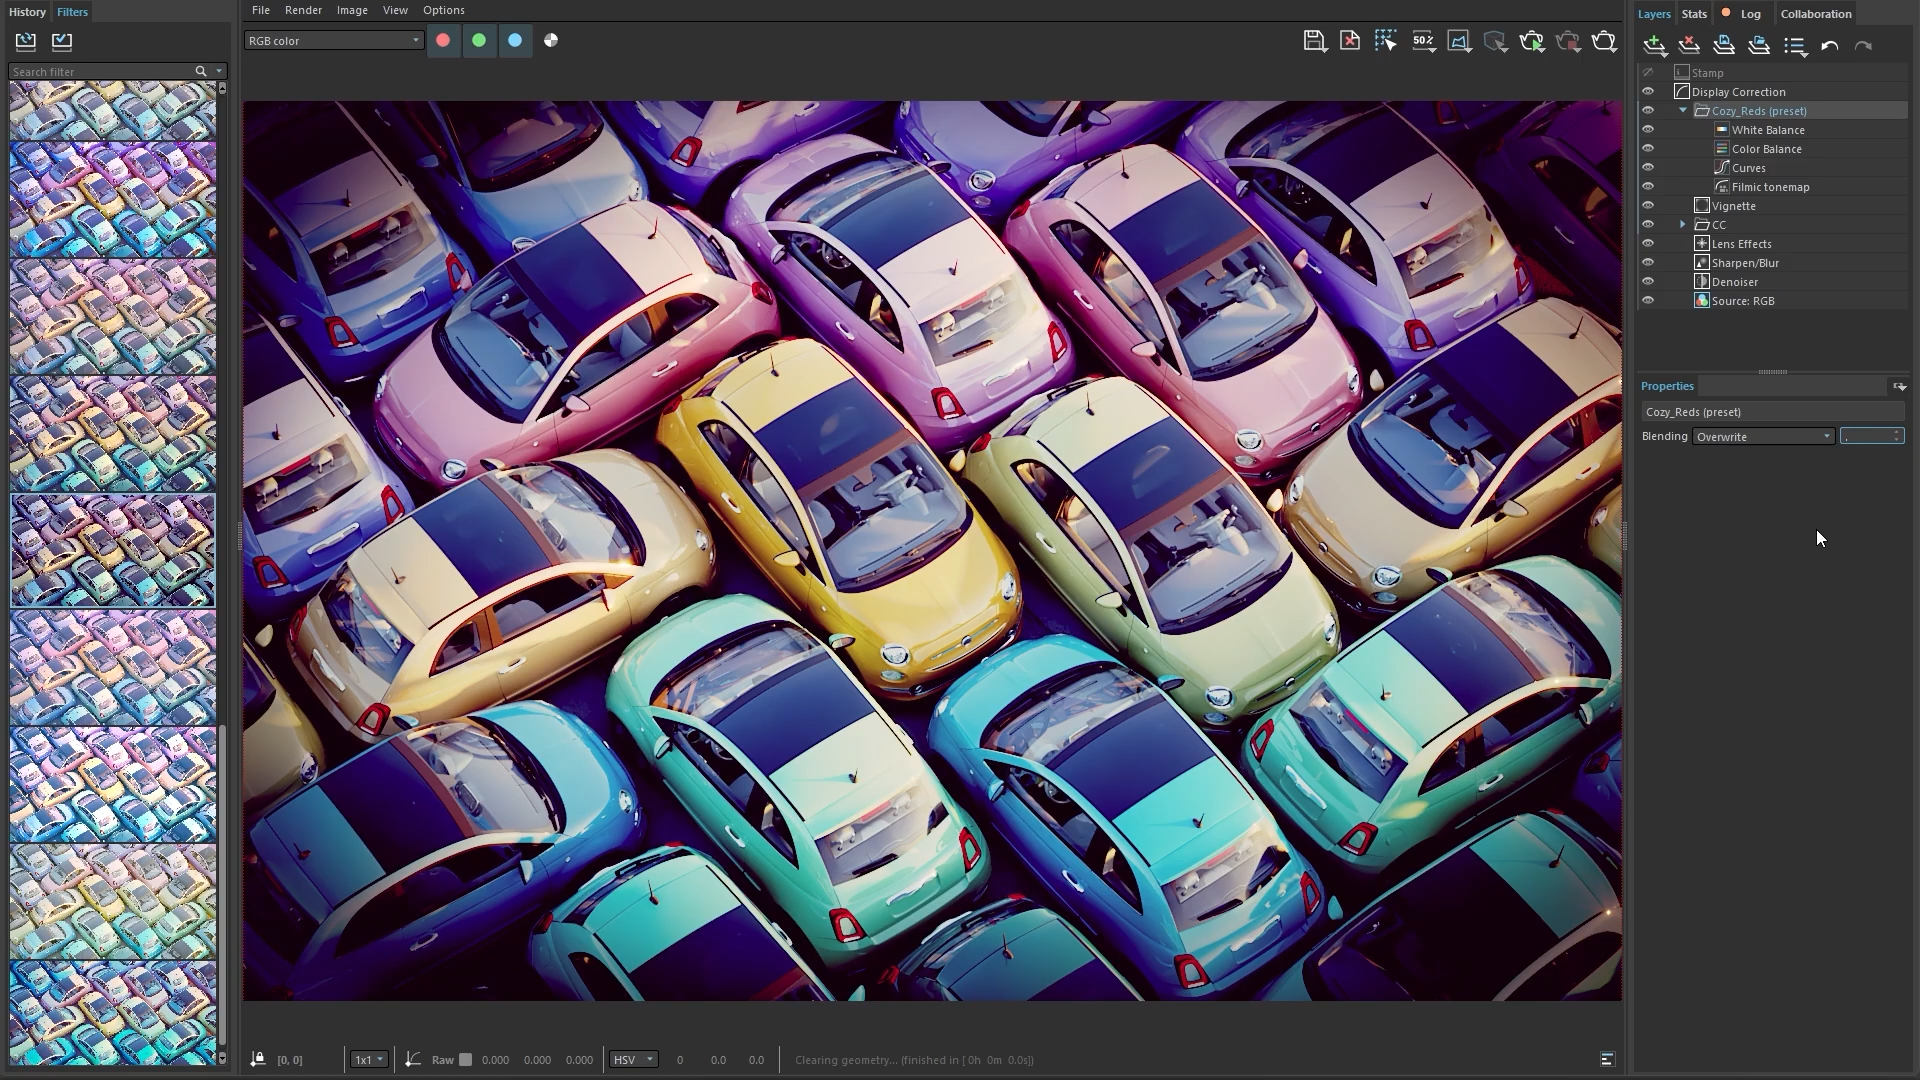 History Filters
Search filter
File Render Image View Options
RGB color
50%
Layers Stats Log Collaboration
Stamp
Display Correction
Cozy_Reds (preset)
White Balance
Color Balance
Curves
Filmic tonemap
Vignette
CC
Lens Effects
Sharpen/Blur
Denoiser
Source: RGB
Properties
Cozy_Reds (preset)
Blending Overwrite .
[0, 0] 1x1 Raw 0.000 0.000 0.000 HSV 0 0.0 0.0 Clearing geometry... (finished in [ 0h 0m 0.0s])